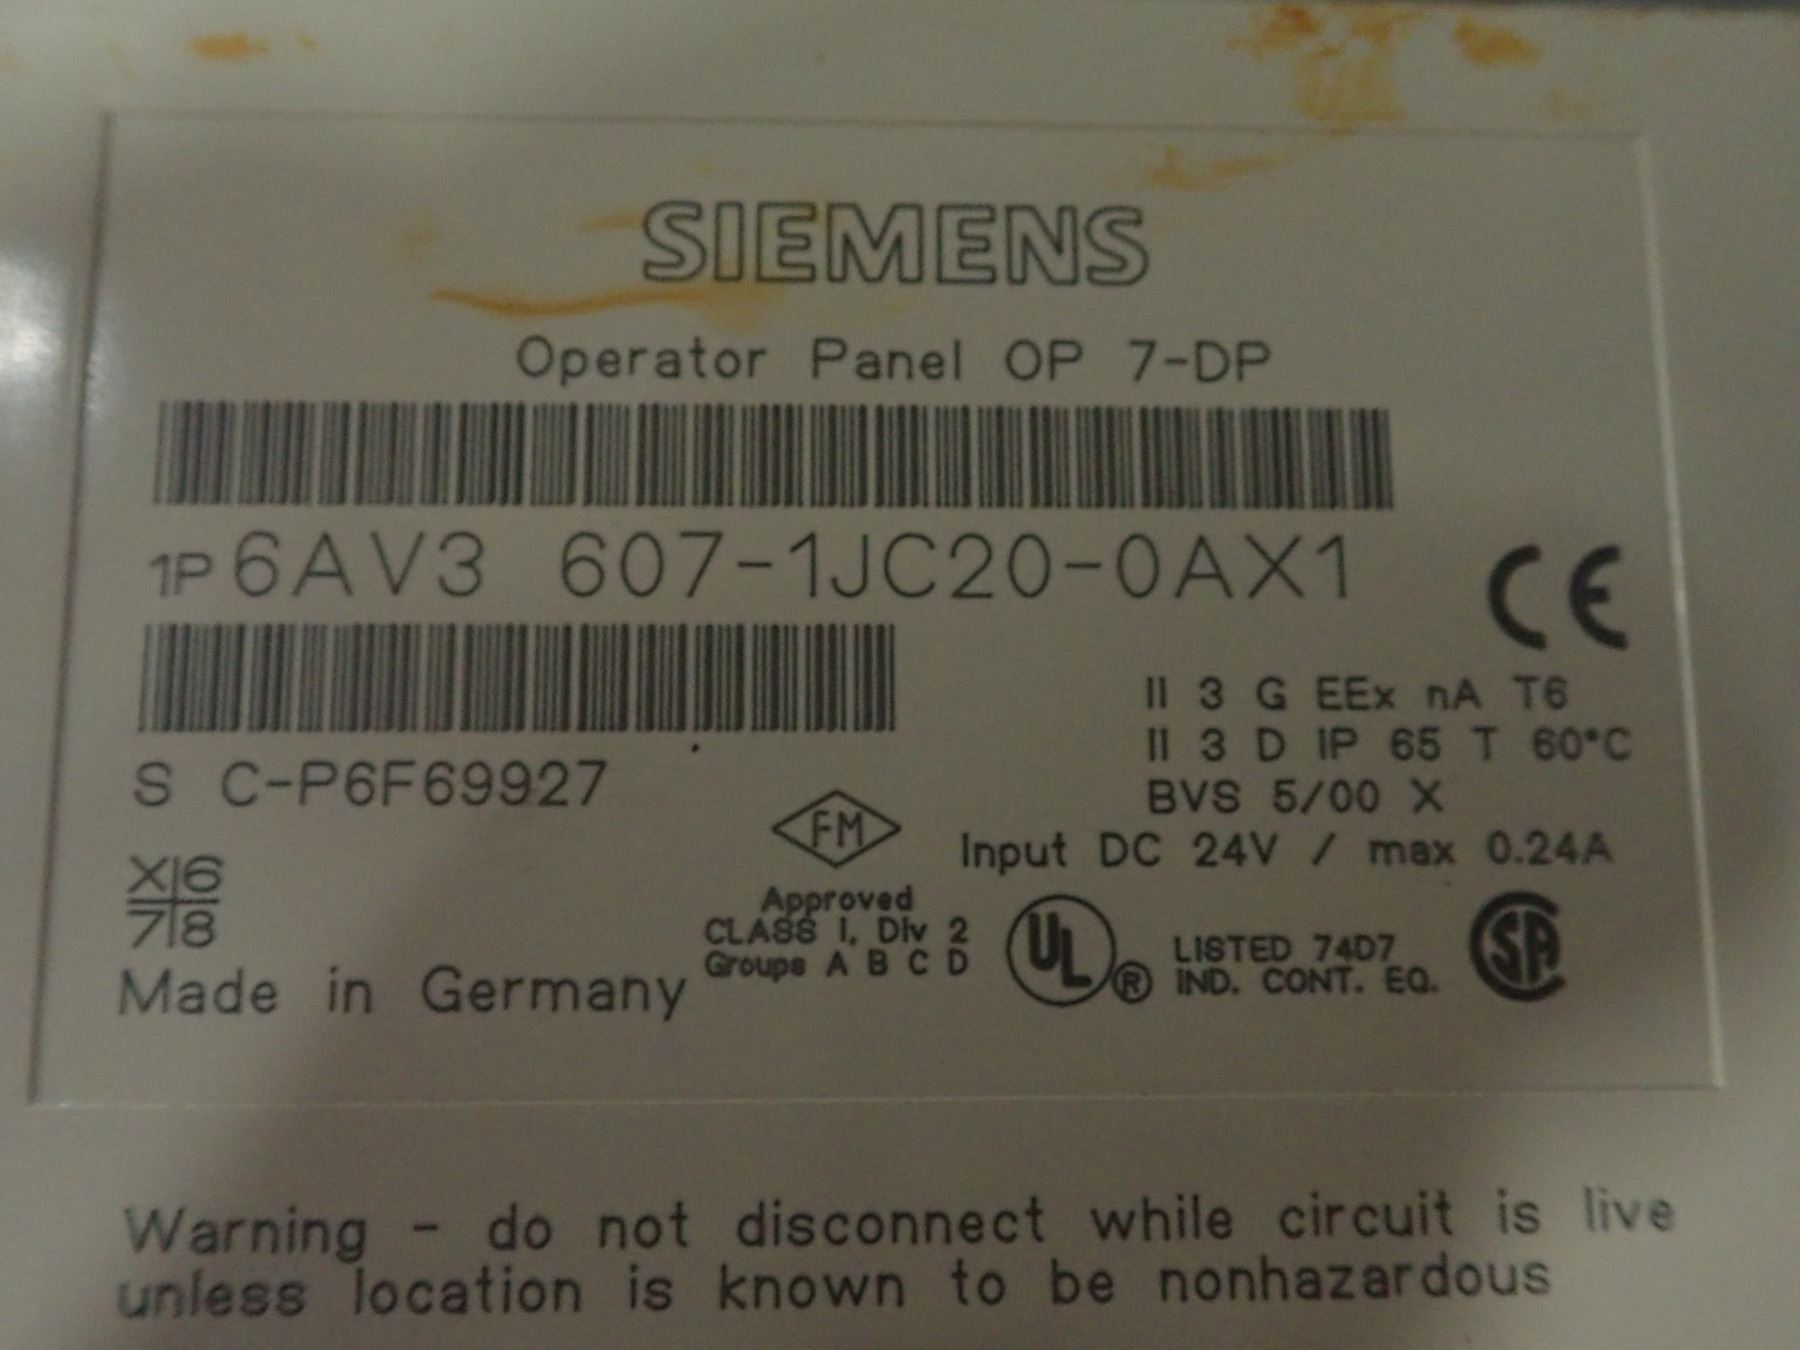 SIEMENS
Operator Panel OP 7-DP
1P 6AV3 607-1JC20-0AX1
CE
S C-P6F69927
II 3 G EEx nA T6
II 3 D IP 65 T 60°C
BVS 5/00 X
Input DC 24V / max 0.24A
X 6
7 8
Made in Germany
FM
Approved
CLASS I, Div 2
Groups A B C D
UL ®
LISTED 74D7
IND. CONT. EQ.
SA
Warning - do not disconnect while circuit is live
unless location is known to be nonhazardous